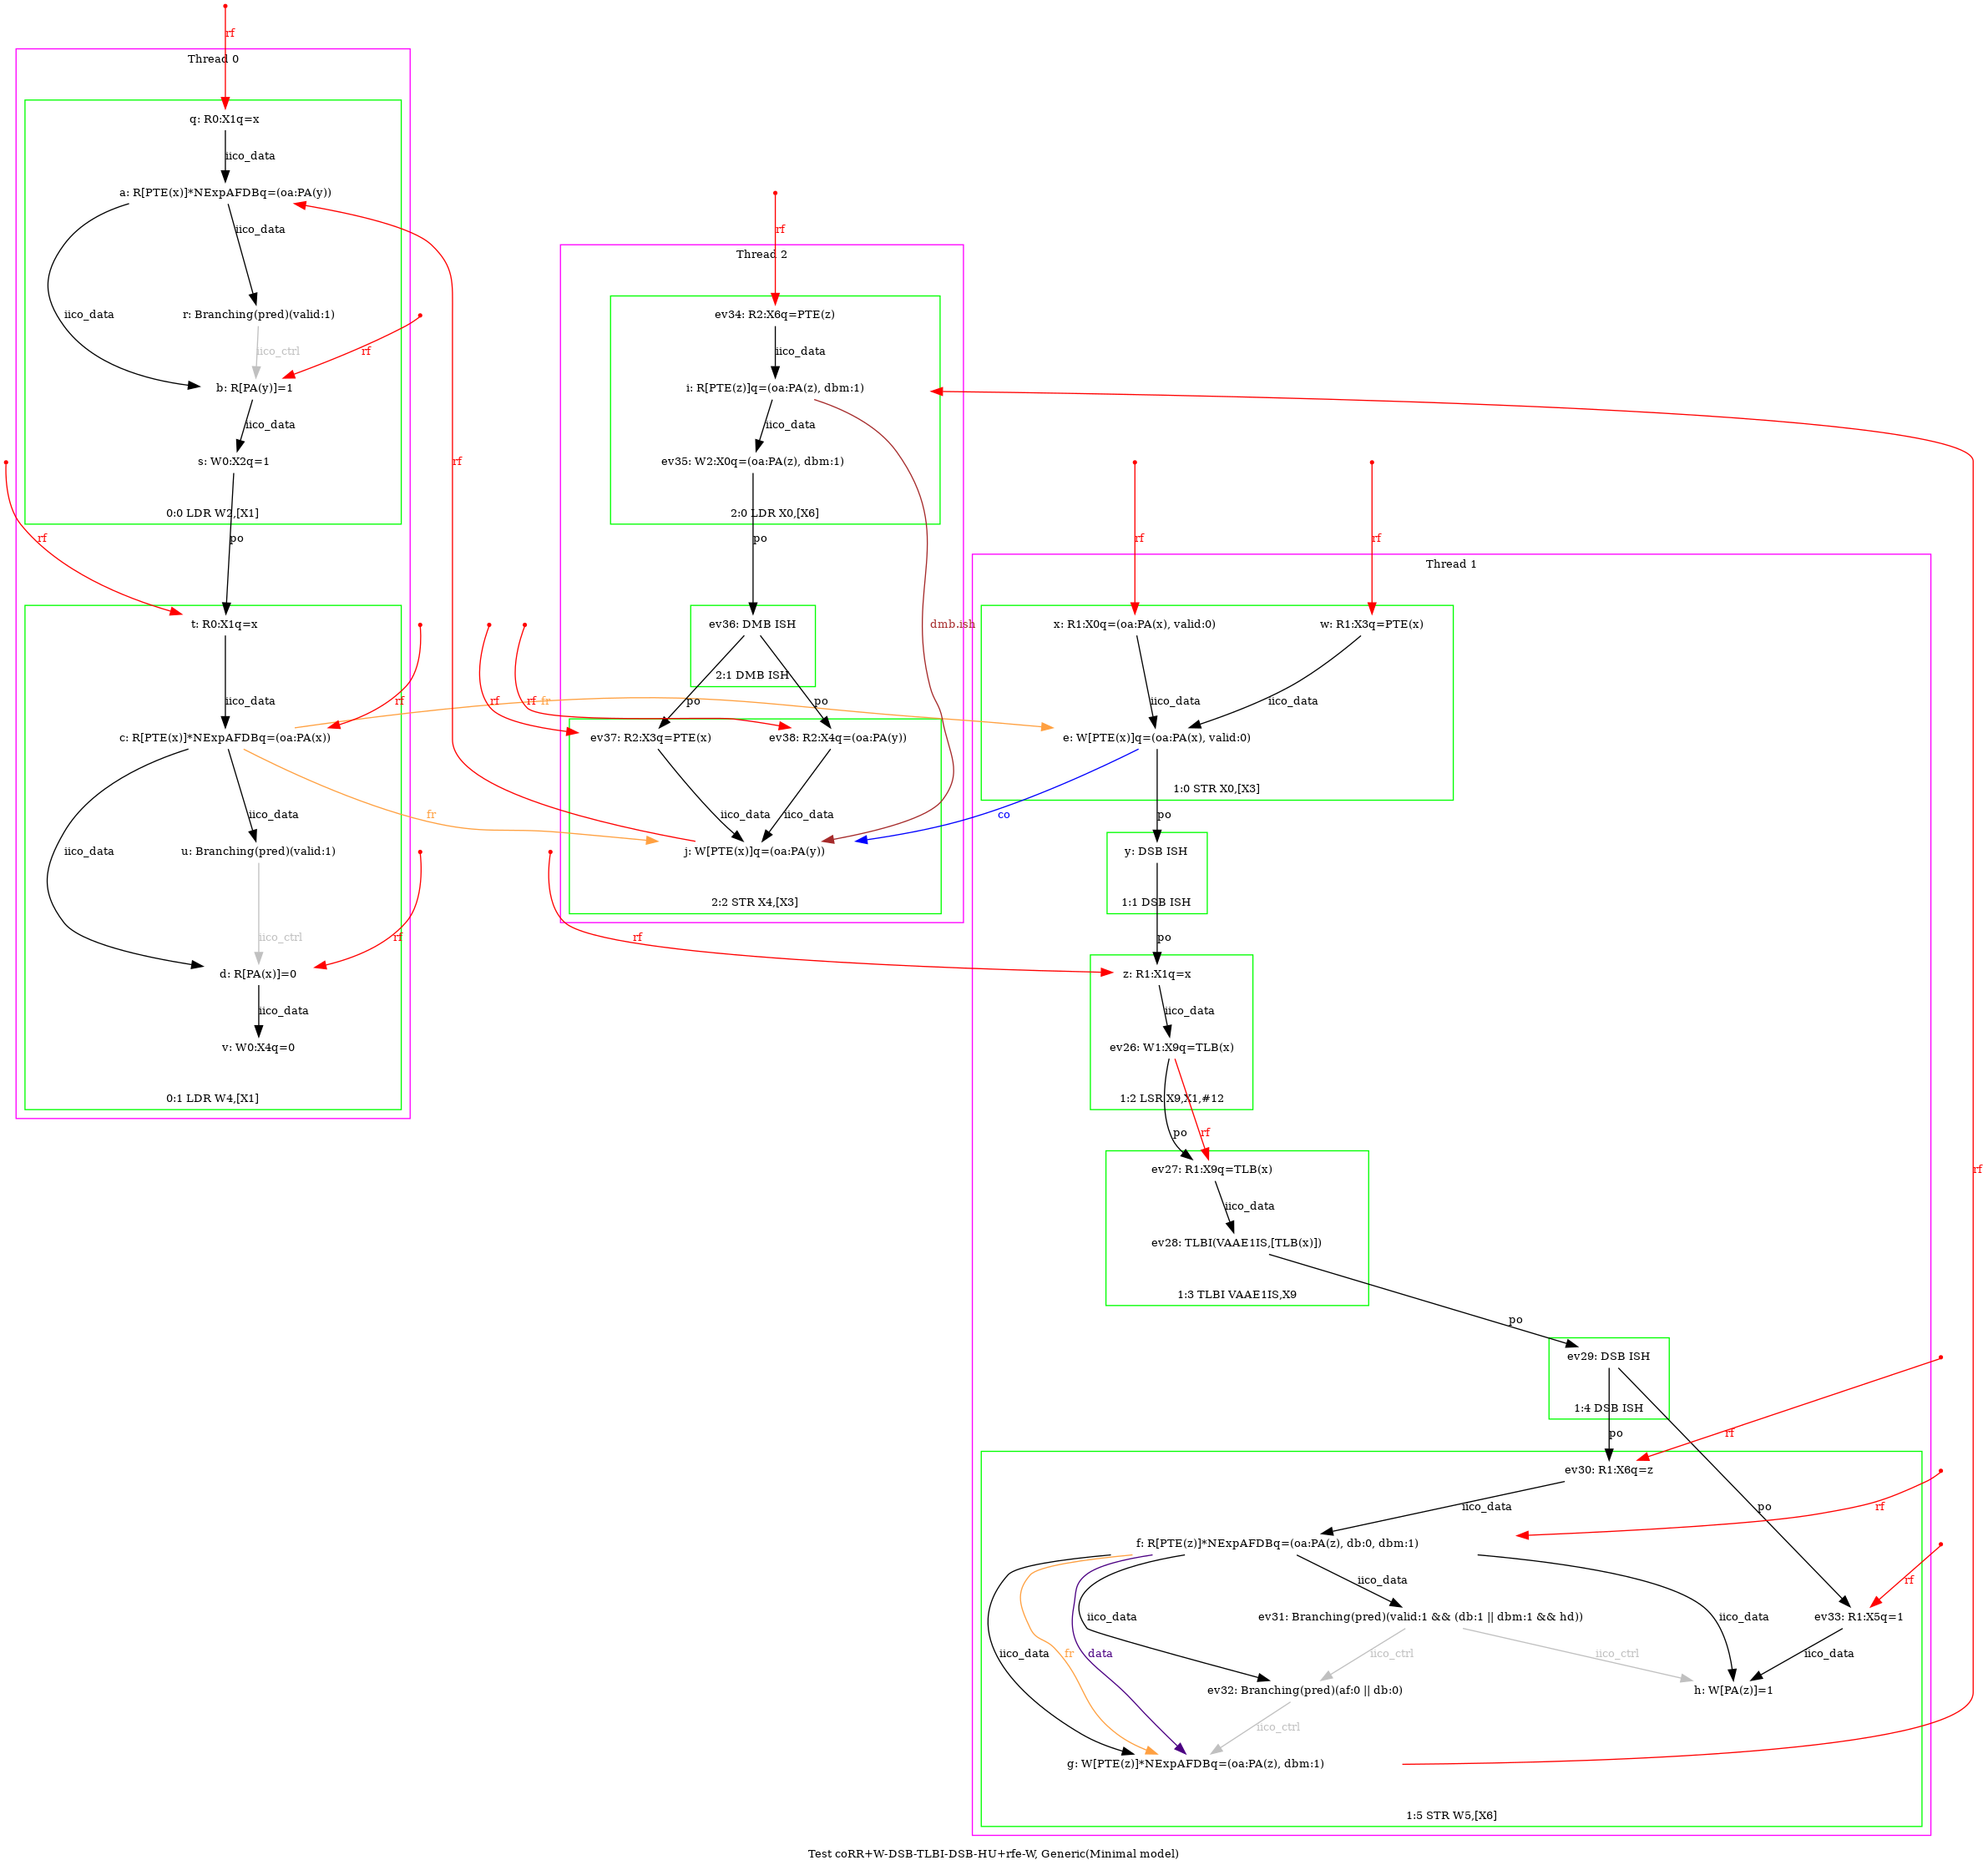 rf
Thread 0
q: R0:X1q=x
iico_data
a: R[PTE(x)]*NExpAFDBq=(oa:PA(y))
iico_data
iico_data
r: Branching(pred)(valid:1)
iico_ctrl
rf
b: R[PA(y)]=1
iico_data
s: W0:X2q=1
0:0 LDR W2,[X1]
po
rf
rf
t: R0:X1q=x
iico_data
rf
c: R[PTE(x)]*NExpAFDBq=(oa:PA(x))
fr
fr
iico_data
iico_data
u: Branching(pred)(valid:1)
iico_ctrl
rf
d: R[PA(x)]=0
iico_data
v: W0:X4q=0
0:1 LDR W4,[X1]
rf
Thread 2
ev34: R2:X6q=PTE(z)
iico_data
i: R[PTE(z)]q=(oa:PA(z), dbm:1)
iico_data
ev35: W2:X0q=(oa:PA(z), dbm:1)
2:0 LDR X0,[X6]
po
dmb.ish
ev36: DMB ISH
2:1 DMB ISH
rf
rf
po
po
ev37: R2:X3q=PTE(x)
ev38: R2:X4q=(oa:PA(y))
iico_data
iico_data
j: W[PTE(x)]q=(oa:PA(y))
2:2 STR X4,[X3]
rf
rf
rf
Thread 1
x: R1:X0q=(oa:PA(x), valid:0)
w: R1:X3q=PTE(x)
iico_data
iico_data
e: W[PTE(x)]q=(oa:PA(x), valid:0)
1:0 STR X0,[X3]
co
po
y: DSB ISH
1:1 DSB ISH
po
z: R1:X1q=x
iico_data
ev26: W1:X9q=TLB(x)
1:2 LSR X9,X1,#12
po
rf
ev27: R1:X9q=TLB(x)
iico_data
ev28: TLBI(VAAE1IS,[TLB(x)])
1:3 TLBI VAAE1IS,X9
po
ev29: DSB ISH
1:4 DSB ISH
po
po
rf
ev30: R1:X6q=z
iico_data
rf
f: R[PTE(z)]*NExpAFDBq=(oa:PA(z), db:0, dbm:1)
rf
iico_data
iico_data
iico_data
iico_data
fr
data
ev31: Branching(pred)(valid:1 && (db:1 || dbm:1 && hd))
ev33: R1:X5q=1
iico_ctrl
iico_ctrl
iico_data
ev32: Branching(pred)(af:0 || db:0)
h: W[PA(z)]=1
iico_ctrl
g: W[PTE(z)]*NExpAFDBq=(oa:PA(z), dbm:1)
rf
1:5 STR W5,[X6]
Test coRR+W-DSB-TLBI-DSB-HU+rfe-W, Generic(Minimal model)